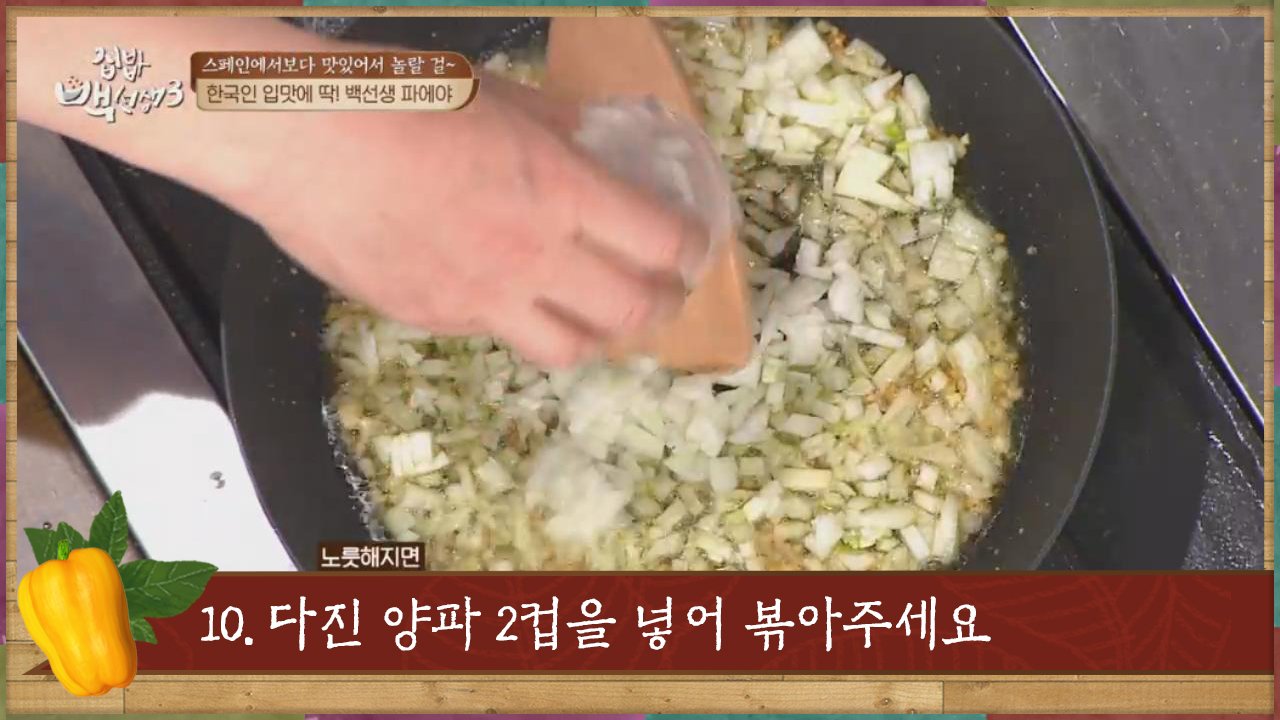 집밥
백선생3
스페인에서보다 맛있어서 놀랄 걸~
한국인 입맛에 딱! 백선생 파에야
노릇해지면
10. 다진 양파 2컵을 넣어 볶아주세요